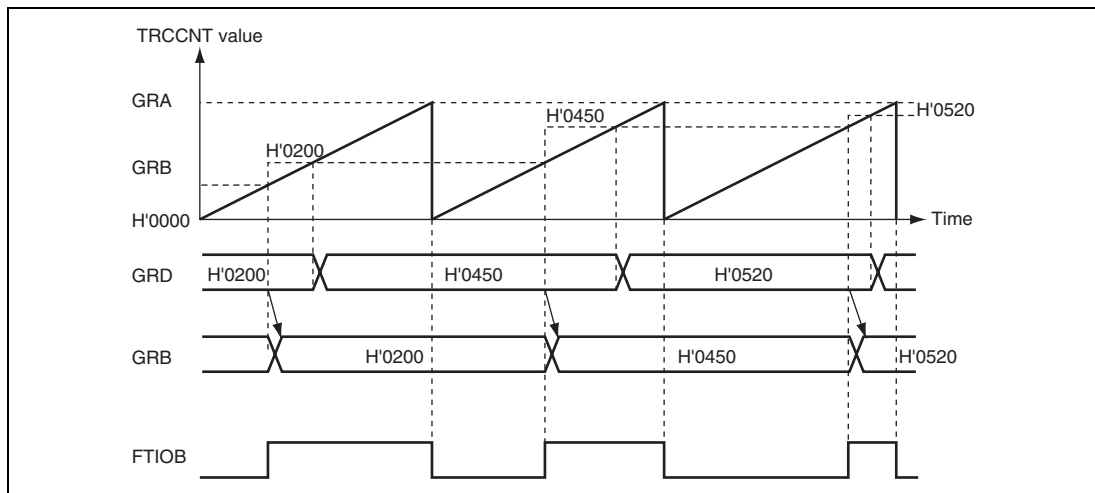 TRCCNT value
GRA
H'0520
H'0450
H'0200
GRB
H'0000
Time
GRD
H'0200
H'0450
H'0520
GRB
H'0200
H'0450
H'0520
FTIOB